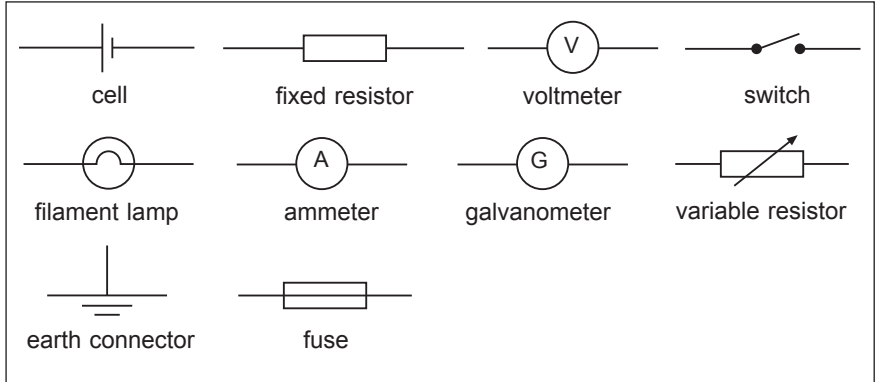 V
cell fixed resistor voltmeter switch
A G
filament lamp ammeter galvanometer variable resistor
earth connector fuse